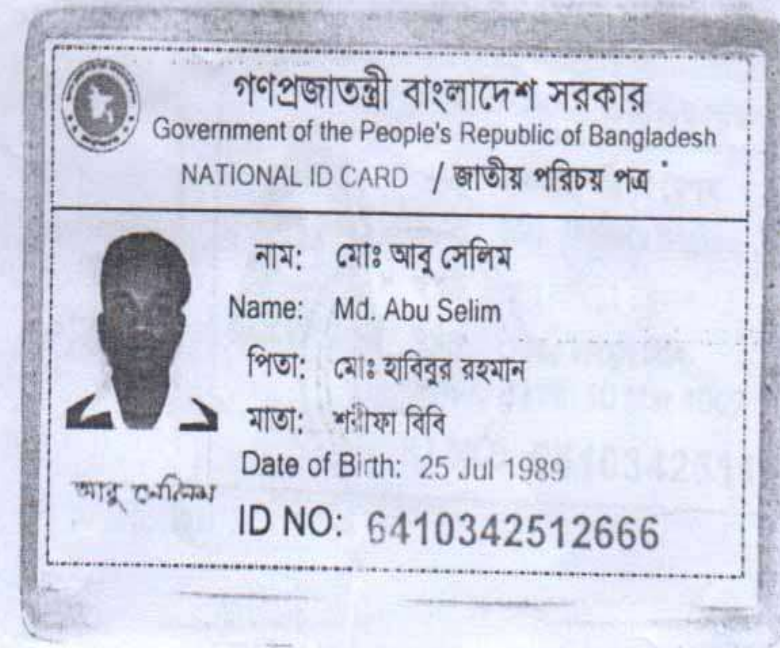 গণপ্রজাতন্ত্রী বাংলাদেশ সরকার
Government of the People's Republic of Bangladesh
NATIONAL ID CARD / জাতীয় পরিচয় পত্র
নাম: মোঃ আবু সেলিম
Name: Md. Abu Selim
পিতা: মোঃ হাবিবুর রহমান
মাতা: শরীফা বিবি
Date of Birth: 25 Jul 1989
আবু সেলিম
ID NO: 6410342512666